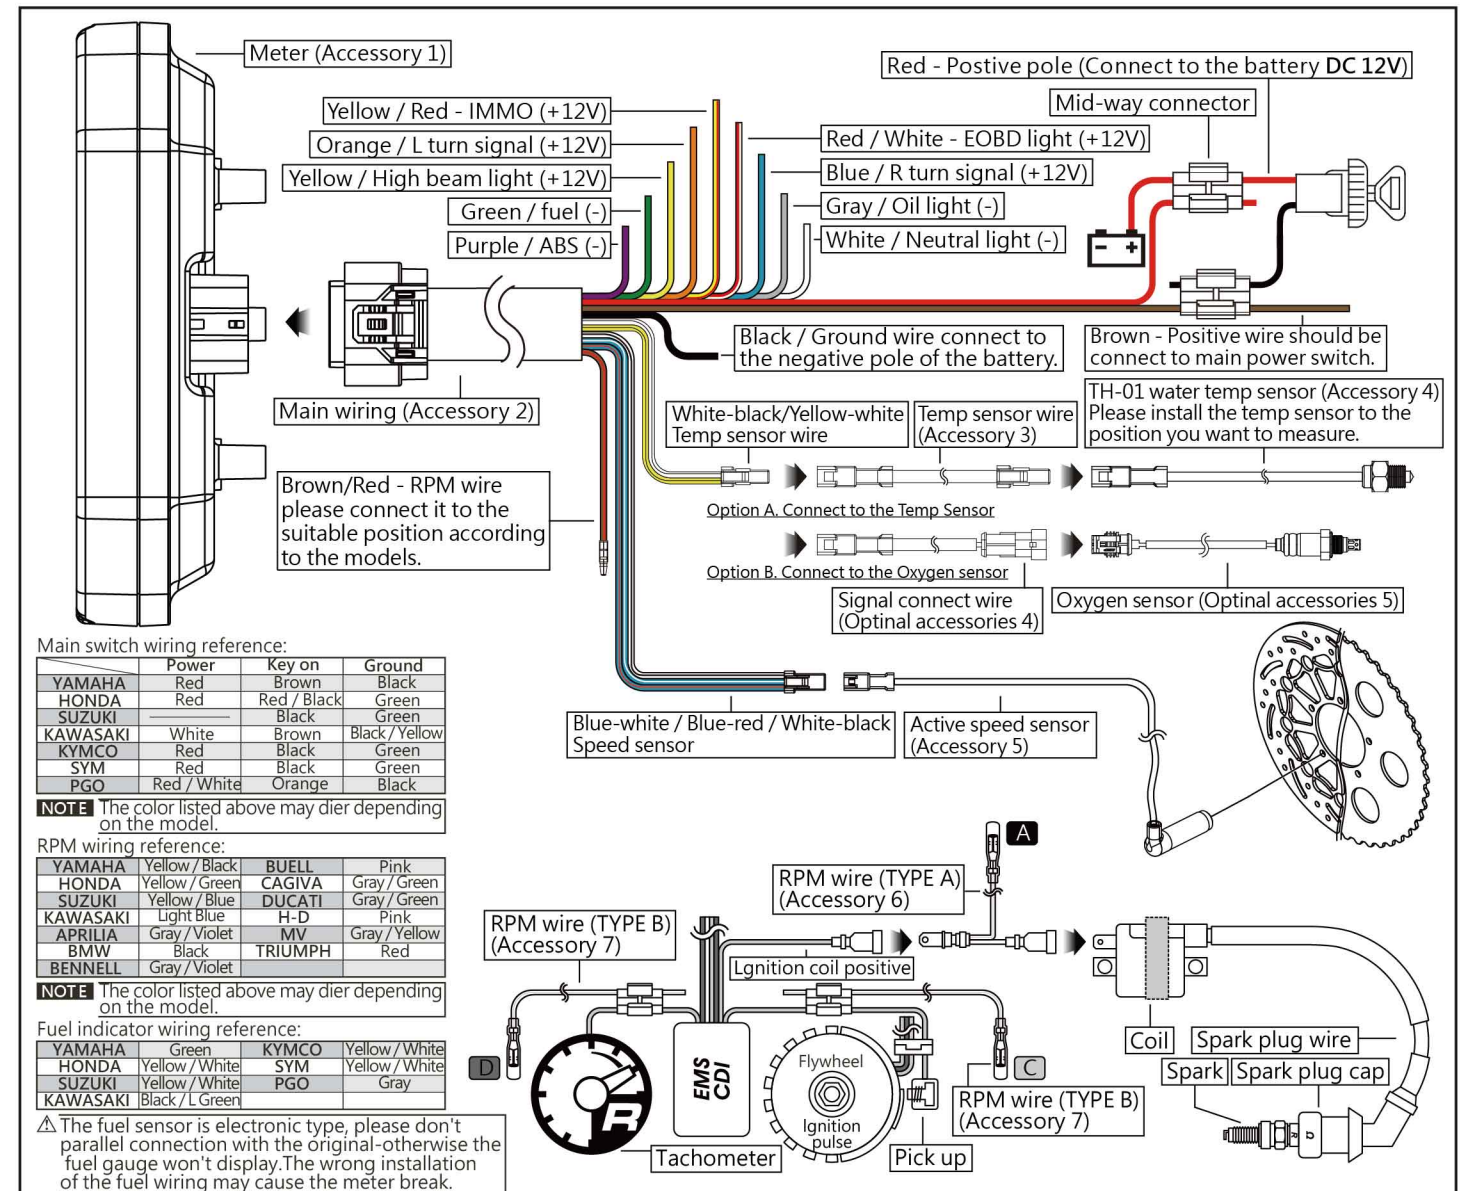 Meter (Accessory 1)
Red - Postive pole (Connect to the battery DC 12V)
Mid-way connector
Yellow / Red - IMMO (+12V)
Orange / L turn signal (+12V)
Yellow / High beam light (+12V)
Green / fuel (-)
Purple / ABS (-)
Red / White - EOBD light (+12V)
Blue / R turn signal (+12V)
Gray / Oil light (-)
White / Neutral light (-)
- +
Black / Ground wire connect to
the negative pole of the battery.
Brown - Positive wire should be
connect to main power switch.
Main wiring (Accessory 2)
White-black/Yellow-white
Temp sensor wire
Temp sensor wire
(Accessory 3)
TH-01 water temp sensor (Accessory 4)
Please install the temp sensor to the
position you want to measure.
Brown/Red - RPM wire
please connect it to the
suitable position according
to the models.
Option A. Connect to the Temp Sensor
Option B. Connect to the Oxygen sensor
Signal connect wire
(Optinal accessories 4)
Oxygen sensor (Optinal accessories 5)
Blue-white / Blue-red / White-black
Speed sensor
Active speed sensor
(Accessory 5)
Main switch wiring reference:
Power Key on Ground
YAMAHA Red Brown Black
HONDA Red Red / Black Green
SUZUKI Black Green
KAWASAKI White Brown Black / Yellow
KYMCO Red Black Green
SYM Red Black Green
PGO Red / White Orange Black
NOTE The color listed above may dier depending
on the model.
RPM wiring reference:
YAMAHA Yellow / Black BUELL Pink
HONDA Yellow / Green CAGIVA Gray / Green
SUZUKI Yellow / Blue DUCATI Gray / Green
KAWASAKI Light Blue H-D Pink
APRILIA Gray / Violet MV Gray / Yellow
BMW Black TRIUMPH Red
BENNELL Gray / Violet
NOTE The color listed above may dier depending
on the model.
Fuel indicator wiring reference:
YAMAHA Green KYMCO Yellow / White
HONDA Yellow / White SYM Yellow / White
SUZUKI Yellow / White PGO Gray
KAWASAKI Black / L Green
⚠ The fuel sensor is electronic type, please don't
parallel connection with the original-otherwise the
fuel gauge won't display.The wrong installation
of the fuel wiring may cause the meter break.
A
RPM wire (TYPE A)
(Accessory 6)
RPM wire (TYPE B)
(Accessory 7)
Lgnition coil positive
D
EMS
CDI
R
Tachometer
Flywheel
Ignition
pulse
Pick up
C
RPM wire (TYPE B)
(Accessory 7)
Coil
Spark plug wire
Spark
Spark plug cap
Ω
R